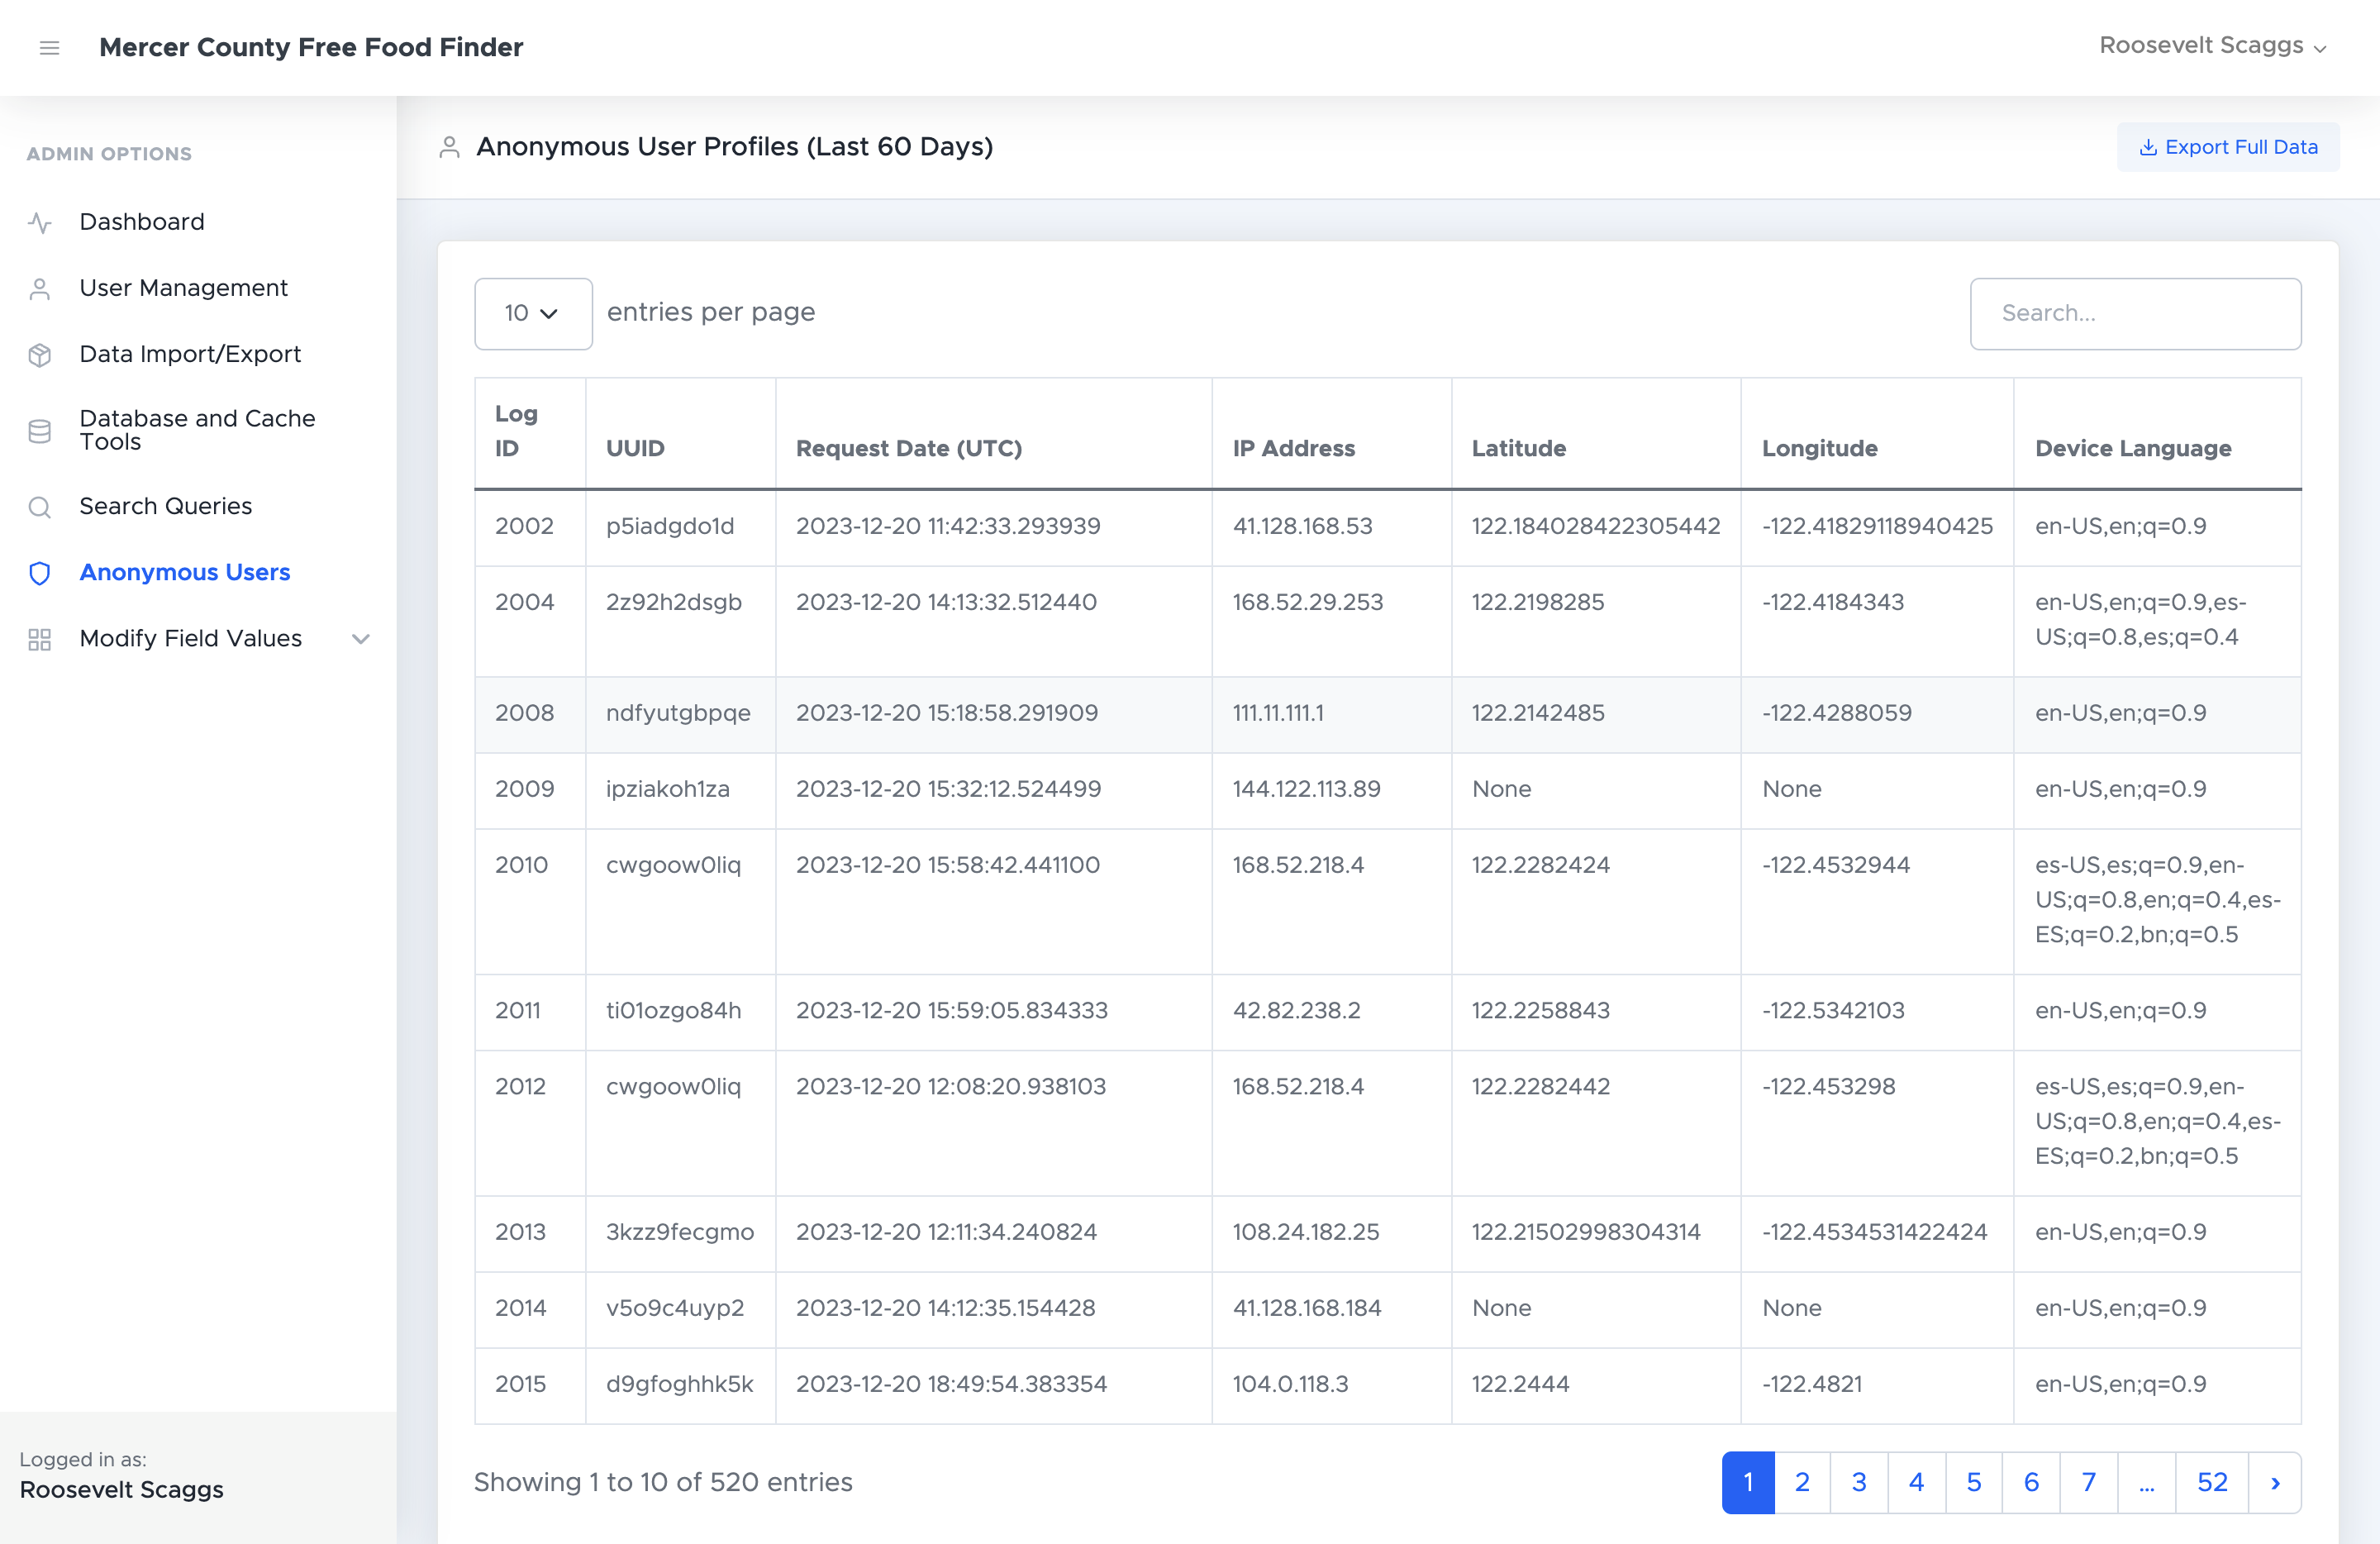 Mercer County Free Food Finder
Roosevelt Scaggs
ADMIN OPTIONS
Dashboard
User Management
Data Import/Export
Database and Cache
Tools
Search Queries
Anonymous Users
Modify Field Values
Logged in as:
Roosevelt Scaggs
Anonymous User Profiles (Last 60 Days)
Export Full Data
10 entries per page
Search...
Log
ID UUID Request Date (UTC) IP Address Latitude Longitude Device Language
2002 p5iadgdo1d 2023-12-20 11:42:33.293939 41.128.168.53 122.184028422305442 -122.41829118940425 en-US,en;q=0.9
2004 2z92h2dsgb 2023-12-20 14:13:32.512440 168.52.29.253 122.2198285 -122.4184343 en-US,en;q=0.9,es-
US;q=0.8,es;q=0.4
2008 ndfyutgbpqe 2023-12-20 15:18:58.291909 111.11.111.1 122.2142485 -122.4288059 en-US,en;q=0.9
2009 ipziakoh1za 2023-12-20 15:32:12.524499 144.122.113.89 None None en-US,en;q=0.9
2010 cwgoow0liq 2023-12-20 15:58:42.441100 168.52.218.4 122.2282424 -122.4532944 es-US,es;q=0.9,en-
US;q=0.8,en;q=0.4,es-
ES;q=0.2,bn;q=0.5
2011 ti01ozgo84h 2023-12-20 15:59:05.834333 42.82.238.2 122.2258843 -122.5342103 en-US,en;q=0.9
2012 cwgoow0liq 2023-12-20 12:08:20.938103 168.52.218.4 122.2282442 -122.453298 es-US,es;q=0.9,en-
US;q=0.8,en;q=0.4,es-
ES;q=0.2,bn;q=0.5
2013 3kzz9fecgmo 2023-12-20 12:11:34.240824 108.24.182.25 122.21502998304314 -122.4534531422424 en-US,en;q=0.9
2014 v5o9c4uyp2 2023-12-20 14:12:35.154428 41.128.168.184 None None en-US,en;q=0.9
2015 d9gfoghhk5k 2023-12-20 18:49:54.383354 104.0.118.3 122.2444 -122.4821 en-US,en;q=0.9
Showing 1 to 10 of 520 entries
1 2 3 4 5 6 7 ... 52 ›